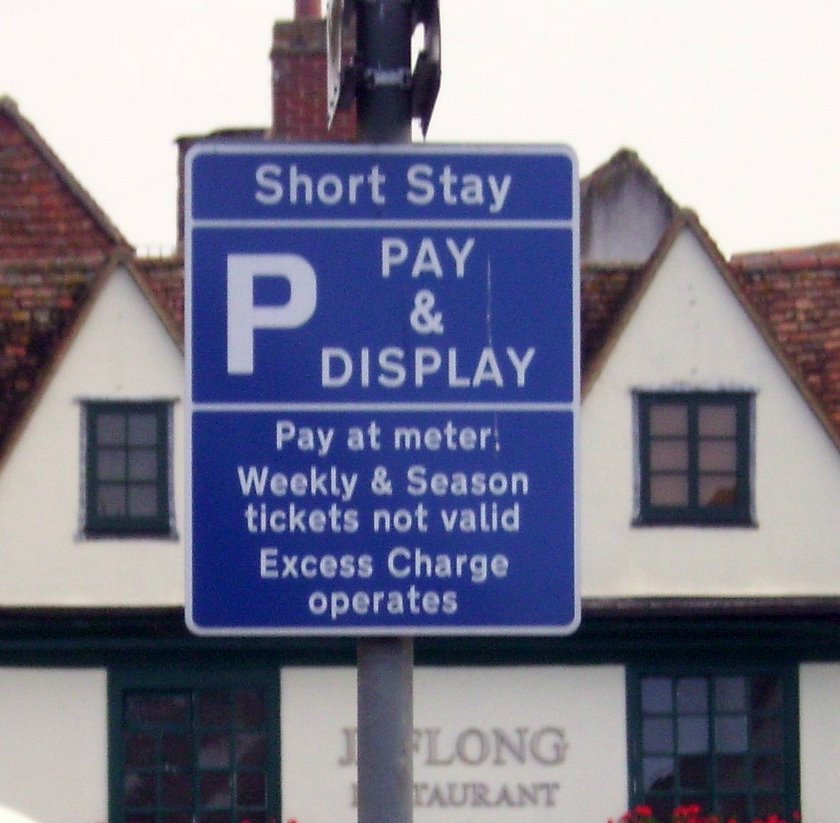 Short Stay
P
PAY
&
DISPLAY
Pay at meter.
Weekly & Season
tickets not valid
Excess Charge
operates